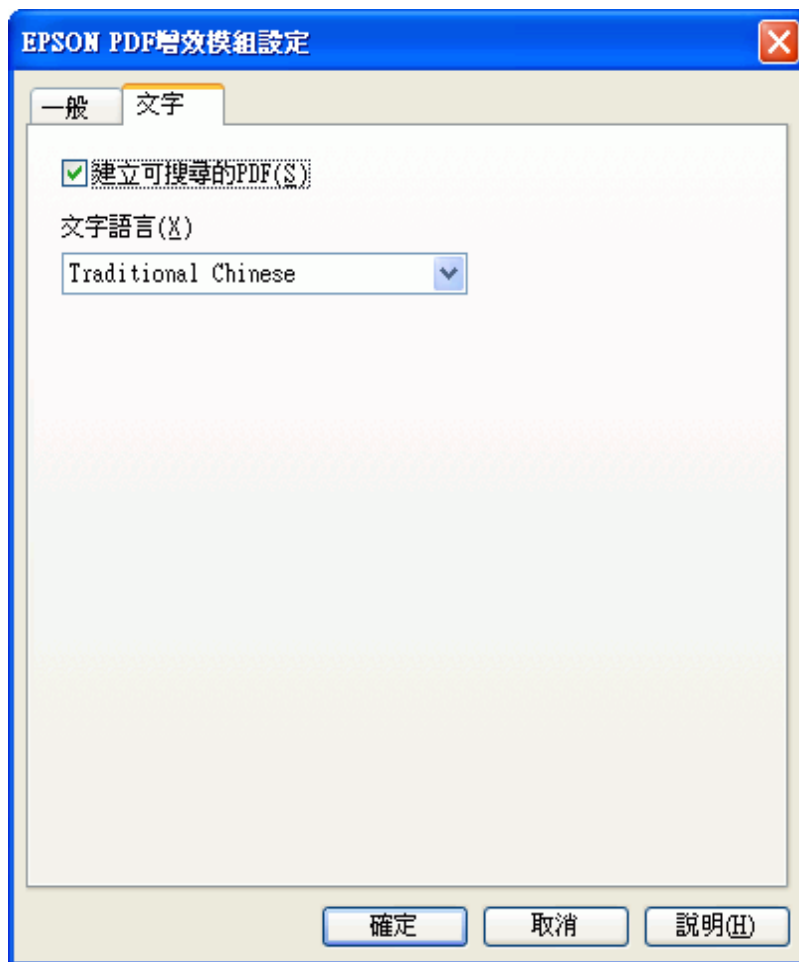 EPSON PDF增效模組設定
一般 文字
建立可搜尋的PDF(S)
文字語言(X)
Traditional Chinese
確定 取消 說明(H)